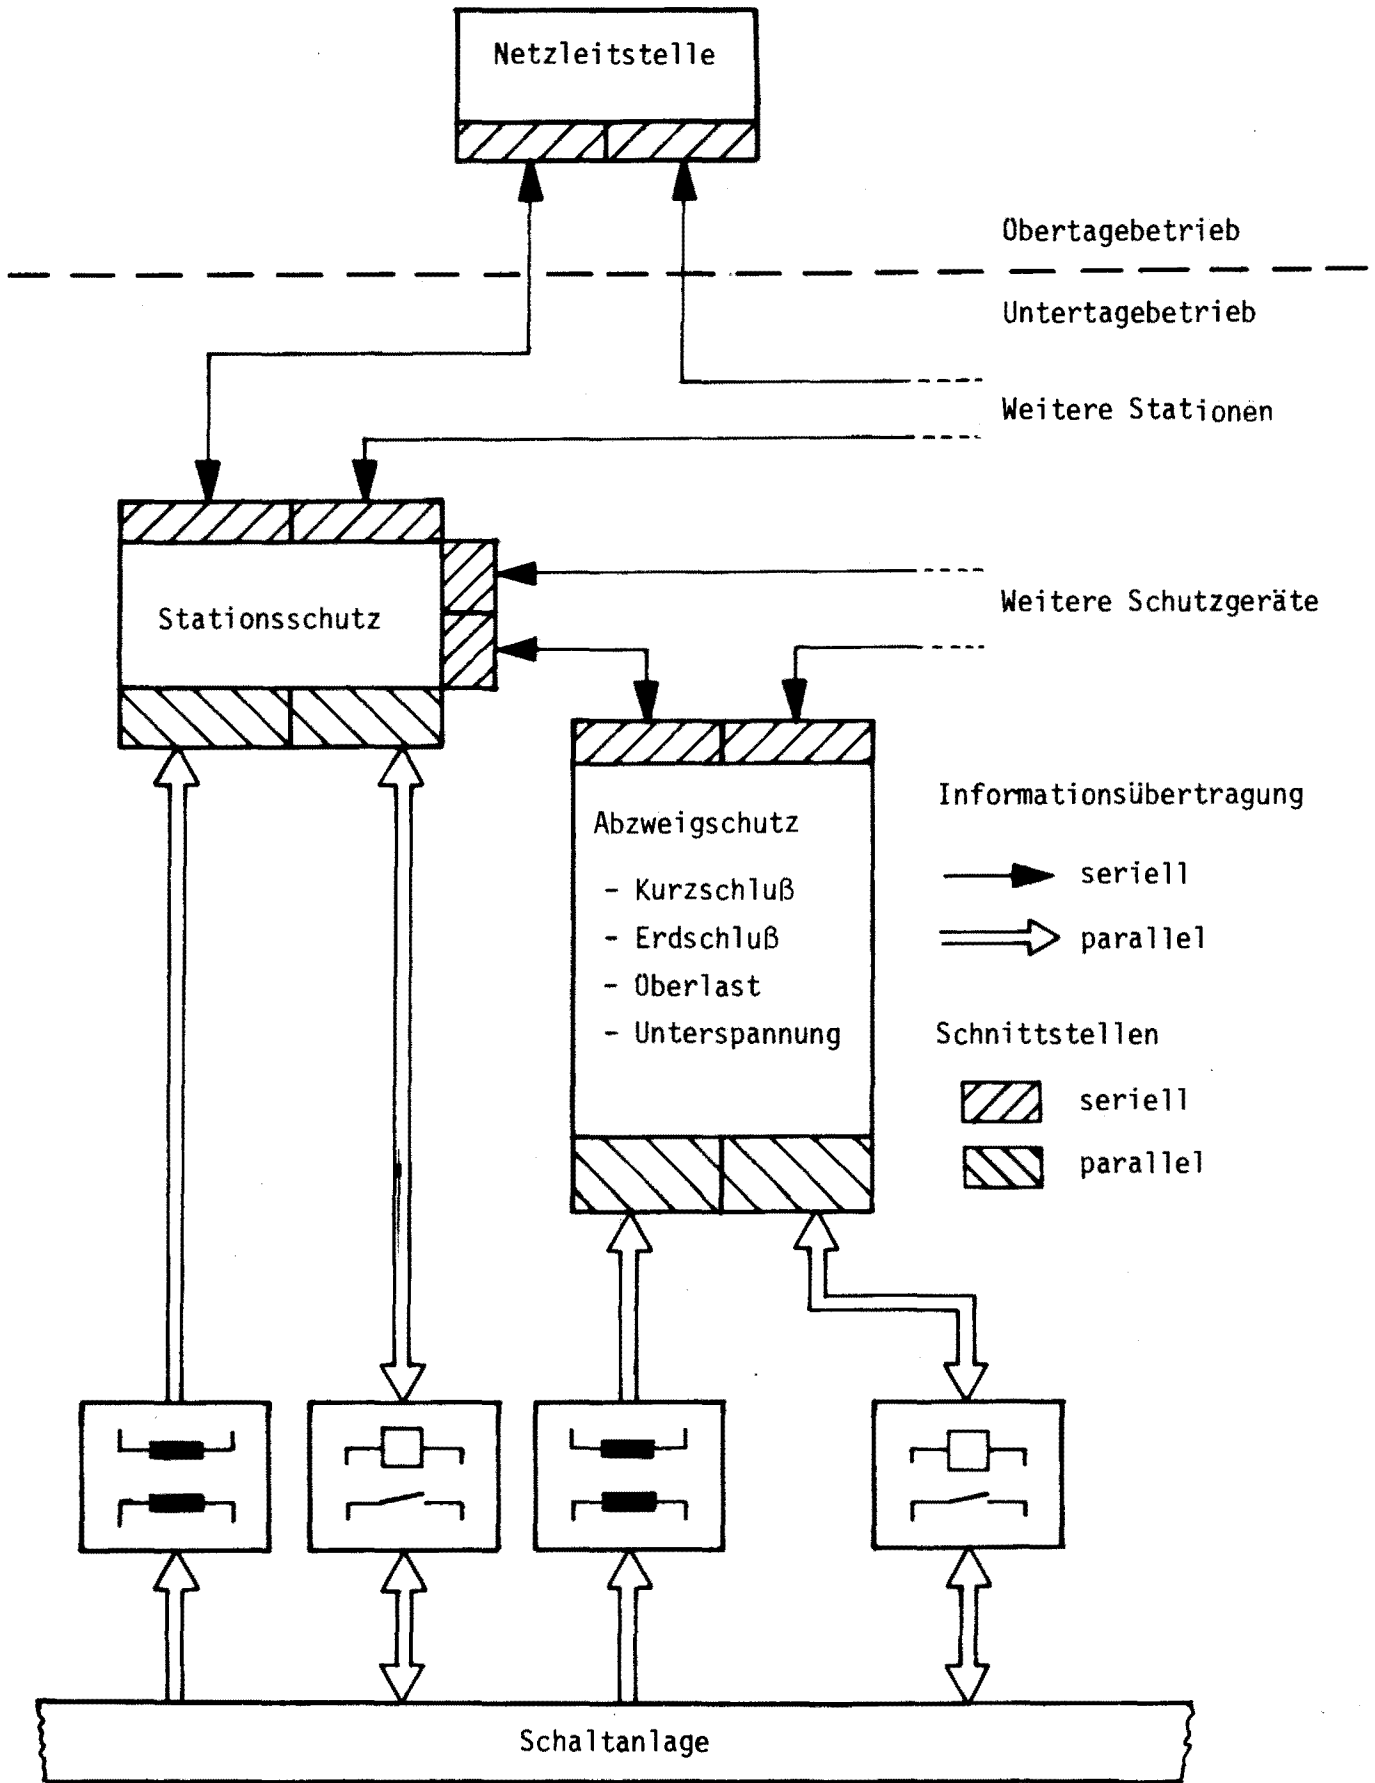 Netzleitstelle
Obertagebetrieb
Untertagebetrieb
Weitere Stationen
Weitere Schutzgeräte
Stationsschutz
Abzweigschutz
- Kurzschluß
- Erdschluß
- Überlast
- Unterspannung
Informationsübertragung
seriell
parallel
Schnittstellen
seriell
parallel
Schaltanlage